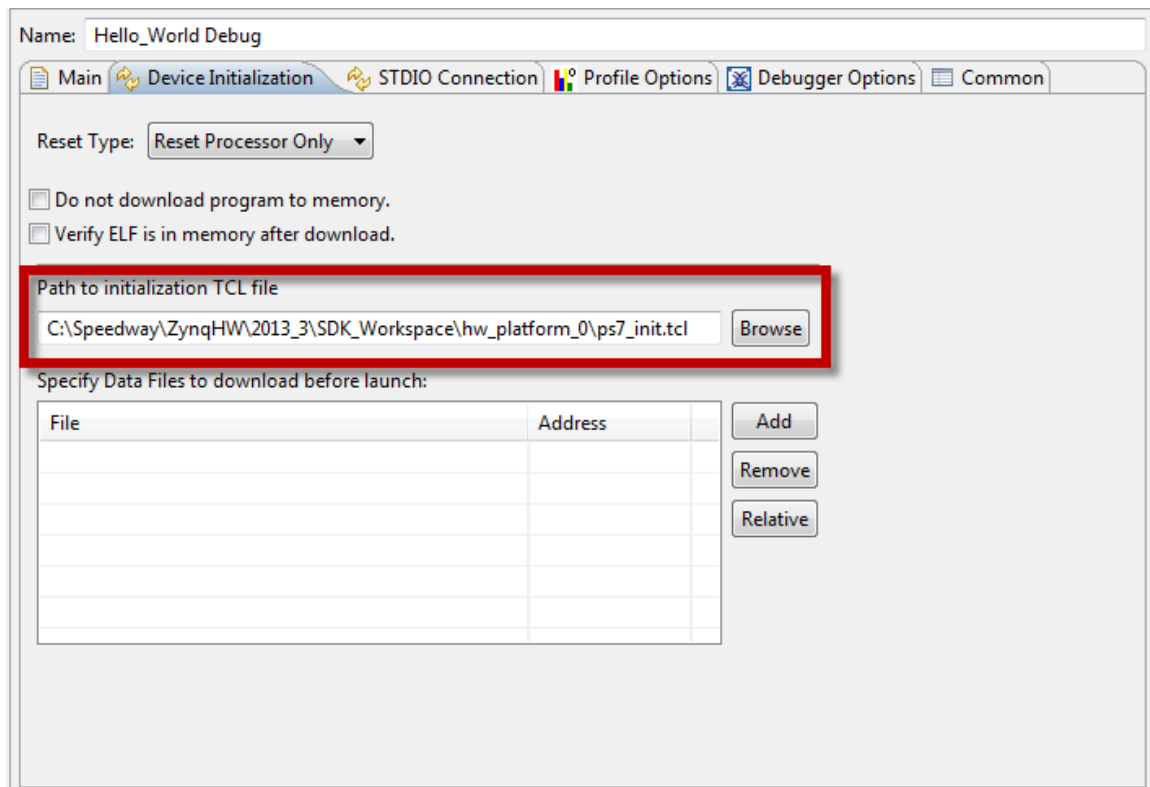 Name: Hello_World Debug
Main Device Initialization STDIO Connection Profile Options Debugger Options Common
Reset Type: Reset Processor Only
Do not download program to memory.
Verify ELF is in memory after download.
Path to initialization TCL file
C:\Speedway\ZynqHW\2013_3\SDK_Workspace\hw_platform_0\ps7_init.tcl Browse
Specify Data Files to download before launch:
File Address Add
Remove
Relative